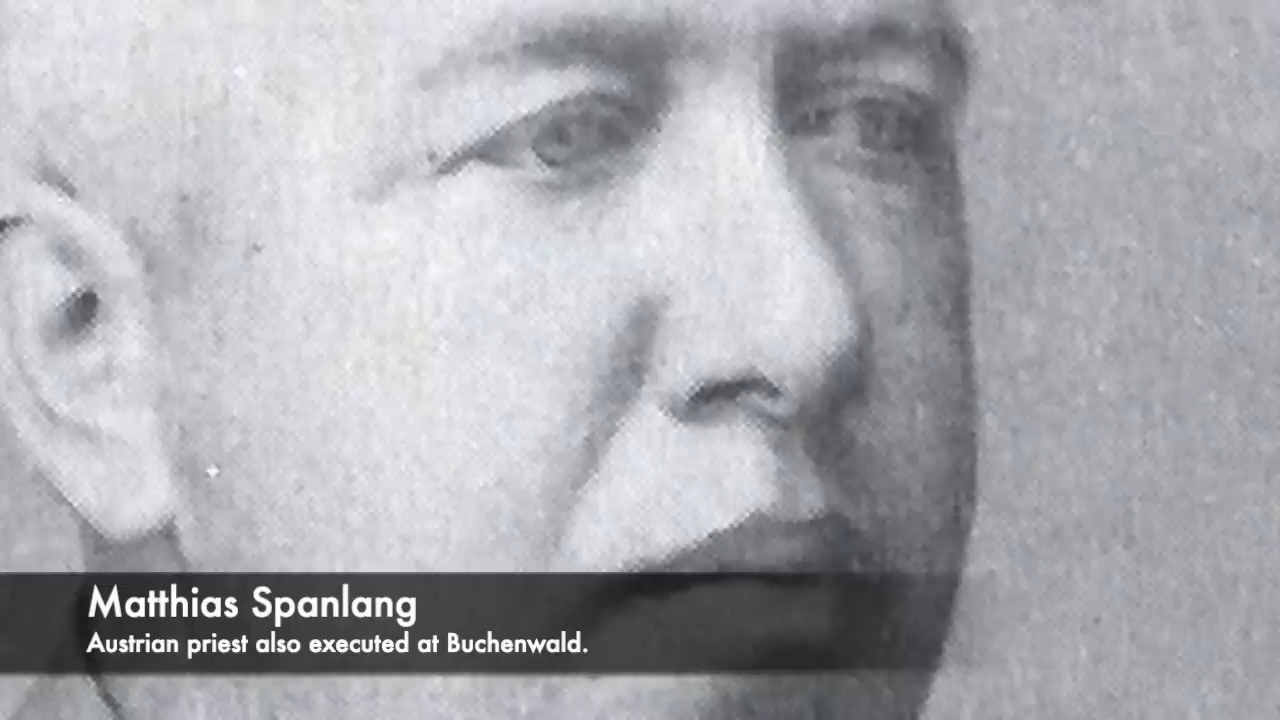 Matthias Spanlang
Austrian priest also executed at Buchenwald.